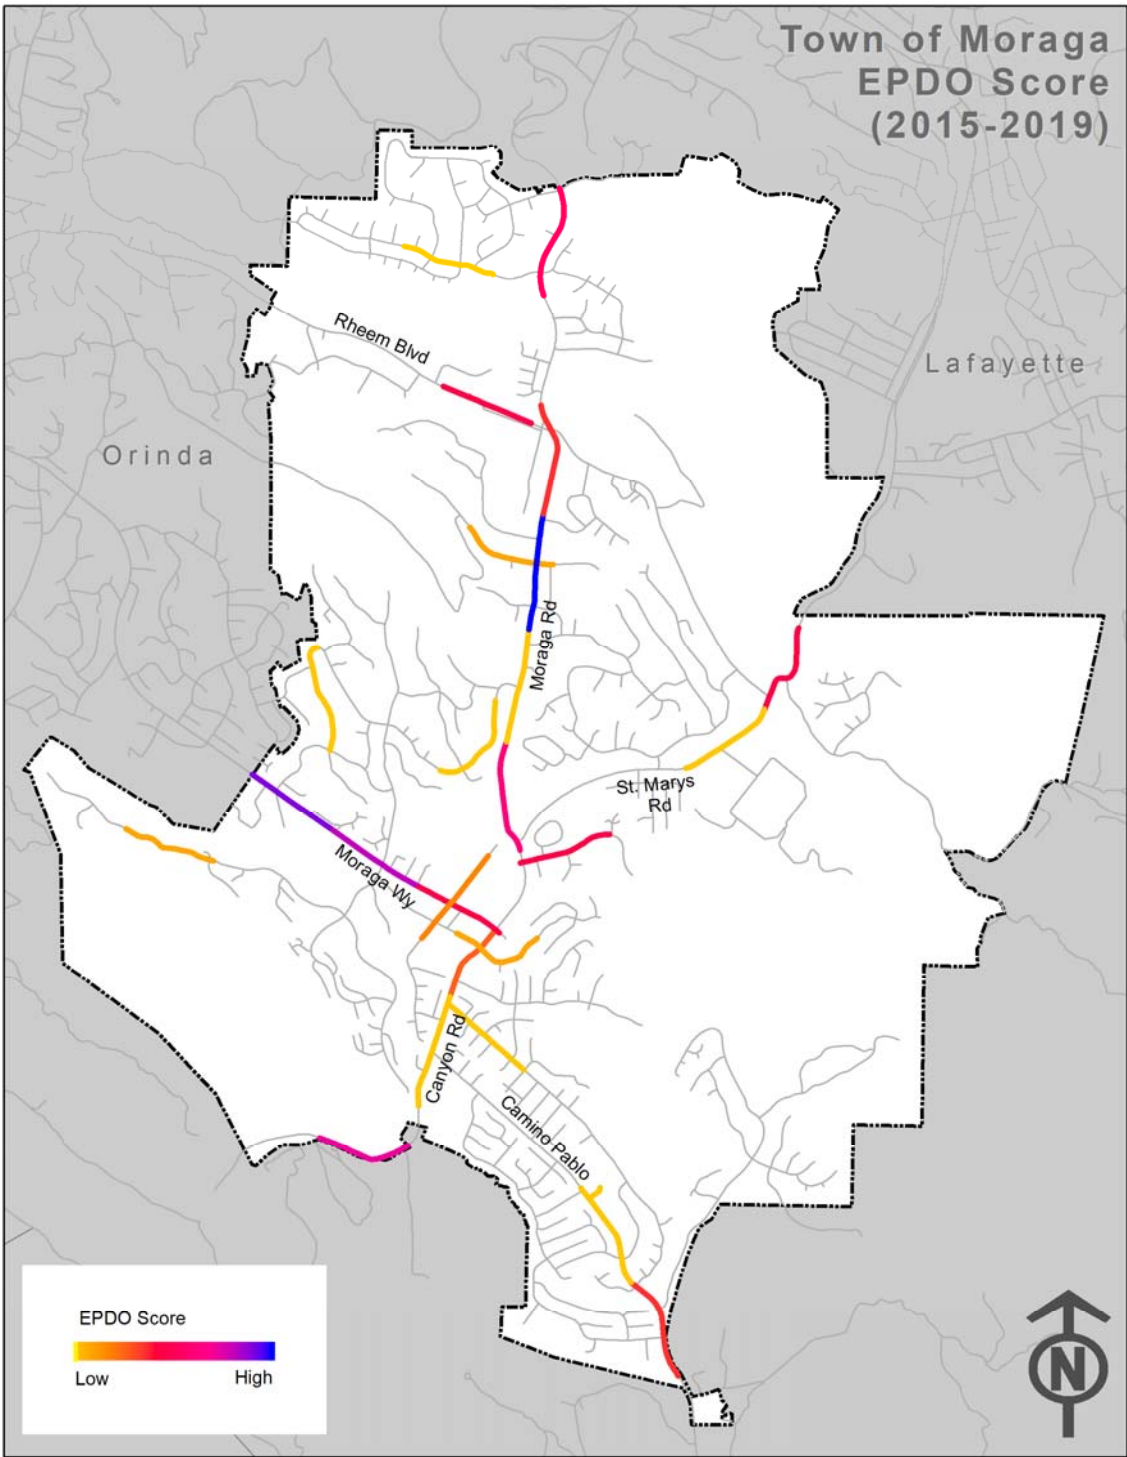 Town of Moraga
EPDO Score
(2015-2019)
Lafayette
Rheem Blvd
Orinda
Moraga Rd
St. Marys
Rd
Moraga Wy
Canyon Rd
Camino Pablo
EPDO Score
Low
High
N